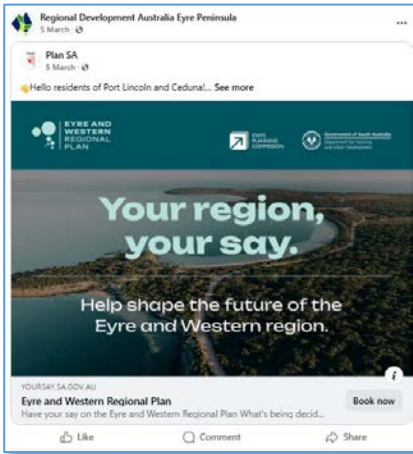 Regional Development Australia Eyre Peninsula
5 March
Plan SA
5 March
Hello residents of Port Lincoln and Ceduna!... See more
EYRE AND
WESTERN
REGIONAL
PLAN
STATE
PLANNING
COMMISSION
Government of South Australia
Department for Housing
and Urban Development
Your region,
your say.
Help shape the future of the
Eyre and Western region.
YOURSAY.SA.GOV.AU
Eyre and Western Regional Plan
Have your say on the Eyre and Western Regional Plan What's being decid...
Book now
Like
Comment
Share